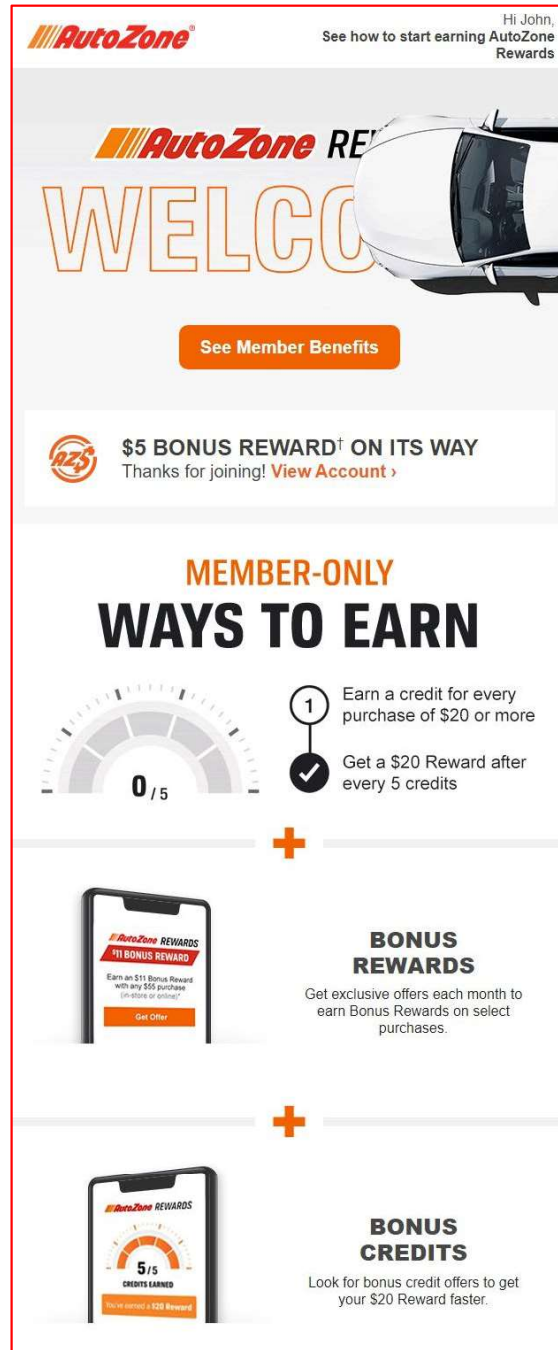 AutoZone®
Hi John,
See how to start earning AutoZone
Rewards
AutoZone RE
WELCO
See Member Benefits
AZ$
$5 BONUS REWARD† ON ITS WAY
Thanks for joining! View Account ›
MEMBER-ONLY
WAYS TO EARN
0 / 5
1
Earn a credit for every
purchase of $20 or more
Get a $20 Reward after
every 5 credits
AutoZone REWARDS
$11 BONUS REWARD
Earn an $11 Bonus Reward
with any $55 purchase
(in-store or online)*
Get Offer
BONUS
REWARDS
Get exclusive offers each month to
earn Bonus Rewards on select
purchases.
AutoZone REWARDS
5/5
CREDITS EARNED
You've earned a $20 Reward
BONUS
CREDITS
Look for bonus credit offers to get
your $20 Reward faster.